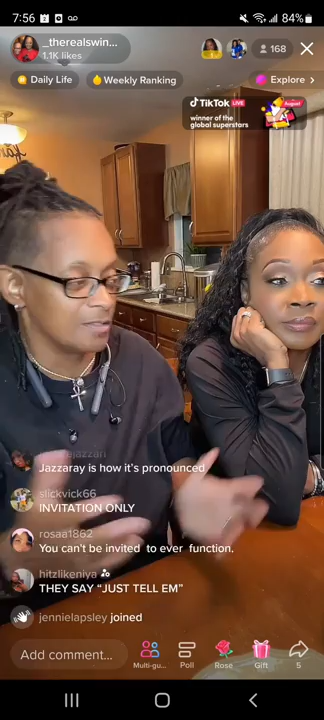 7:56
84%
_therealswin...
1.1K likes
168
Daily Life
Weekly Ranking
Explore >
TikTok LIVE
winner of the
global superstars
August
Jazzaray is how it's pronounced
slickvick66
INVITATION ONLY
rosaa1862
You can't be invited to ever function.
hitzlikeniya
THEY SAY “JUST TELL EM”
jennielapsley joined
Add comment...
Multi-gu...
Poll
Rose
Gift
5